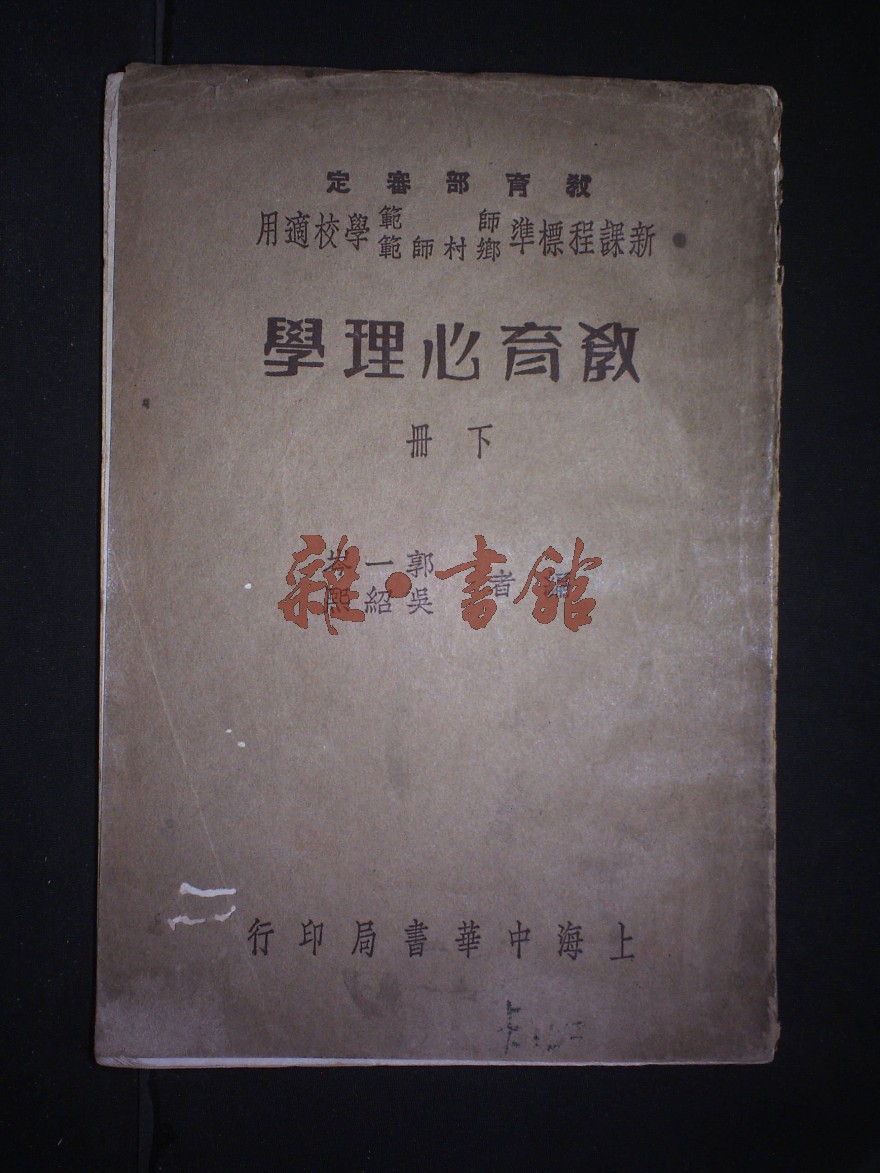 教育部審定
新課程標準師範鄉村師範學校適用
教育心理學
下冊
編者 郭一岑
吳紹熙
雜·書館
上海中華書局印行